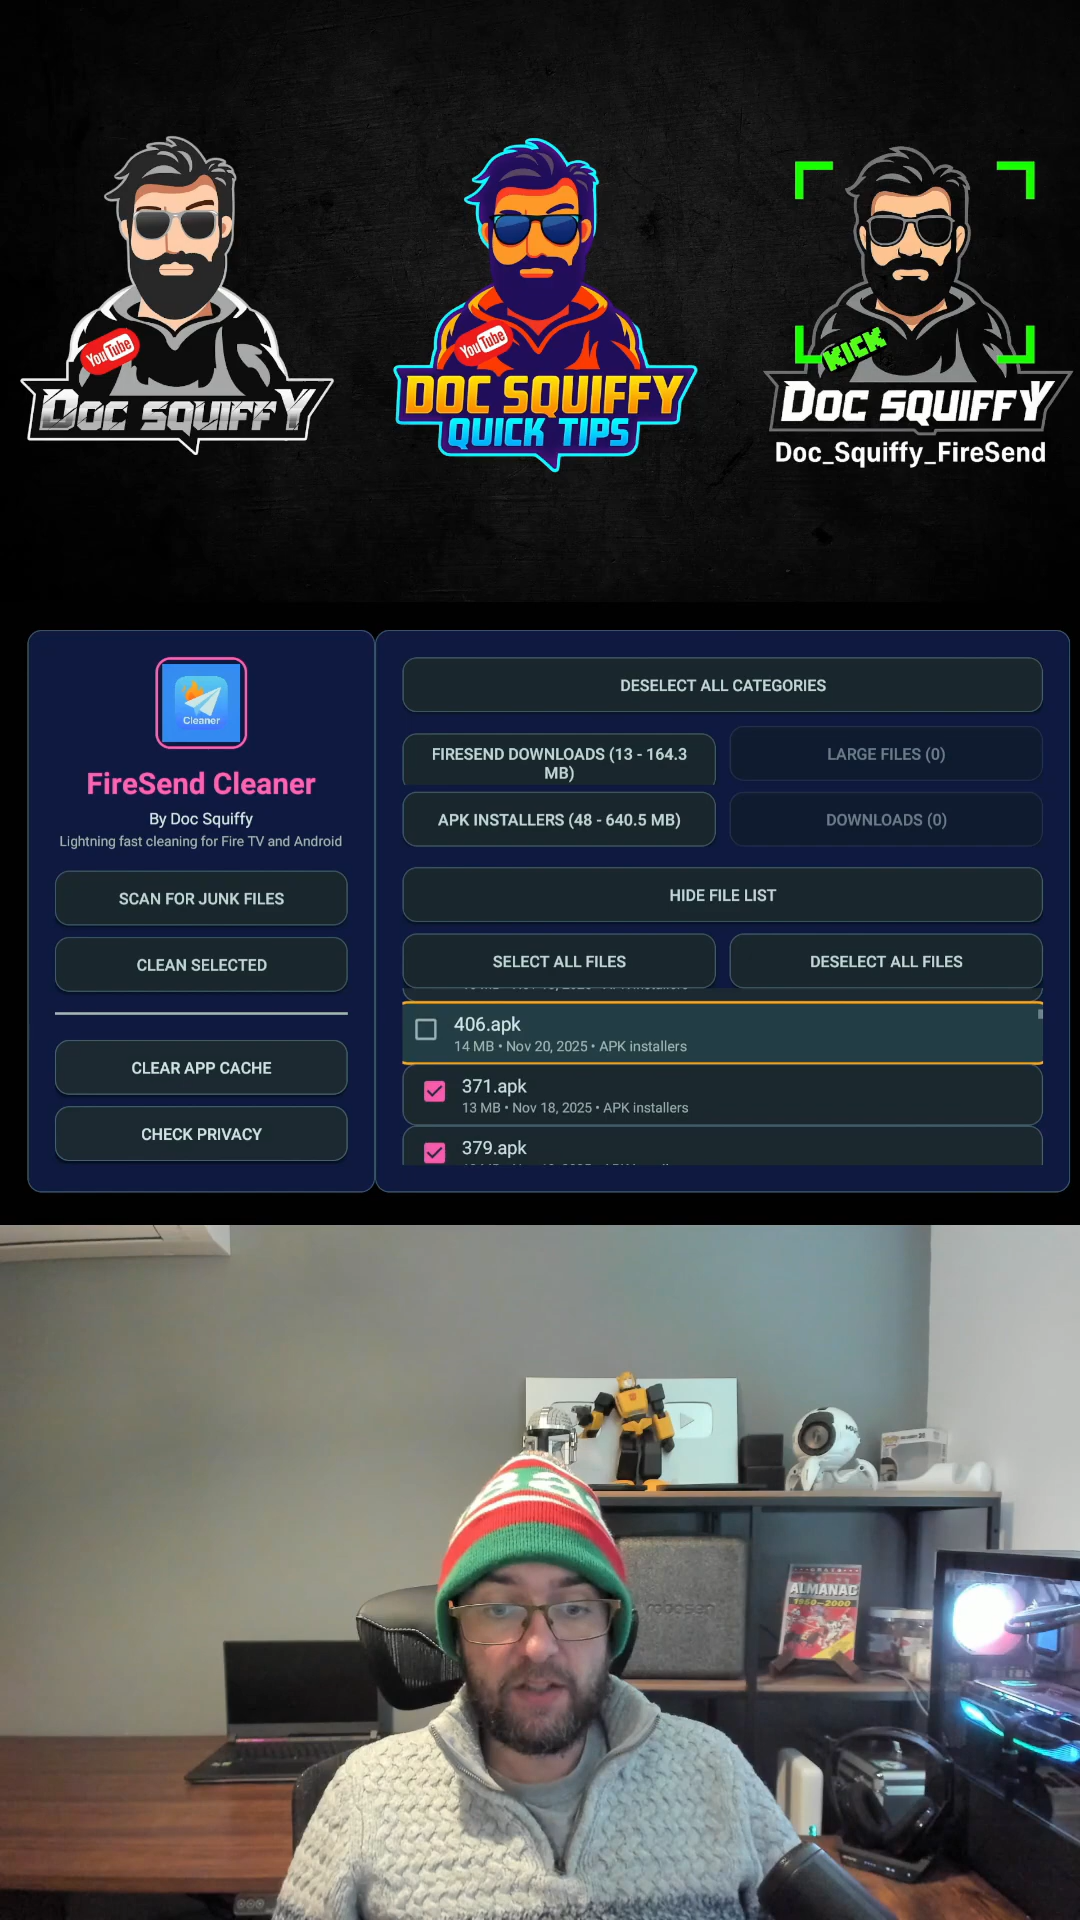 YouTube
DOC SQUIFFY
YouTube
DOC SQUIFFY
QUICK TIPS
KICK
DOC SQUIFFY
Doc_Squiffy_FireSend
Cleaner
FireSend Cleaner
By Doc Squiffy
Lightning fast cleaning for Fire TV and Android
SCAN FOR JUNK FILES
CLEAN SELECTED
CLEAR APP CACHE
CHECK PRIVACY
DESELECT ALL CATEGORIES
FIRESEND DOWNLOADS (13 - 164.3
MB)
LARGE FILES (0)
APK INSTALLERS (48 - 640.5 MB)
DOWNLOADS (0)
HIDE FILE LIST
SELECT ALL FILES
DESELECT ALL FILES
406.apk
14 MB • Nov 20, 2025 • APK installers
371.apk
13 MB • Nov 18, 2025 • APK installers
379.apk
ALMANAC
1950-2000
robosen